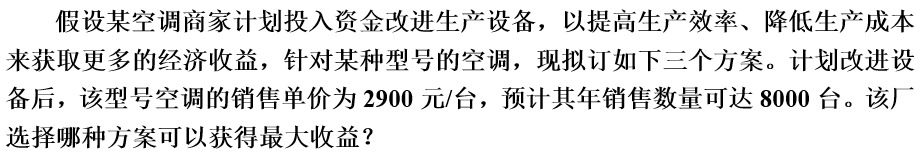 假设某空调商家计划投入资金改进生产设备，以提高生产效率、降低生产成本
来获取更多的经济收益，针对某种型号的空调，现拟订如下三个方案。计划改进设
备后，该型号空调的销售单价为 2900 元/台，预计其年销售数量可达 8000 台。该厂
选择哪种方案可以获得最大收益？